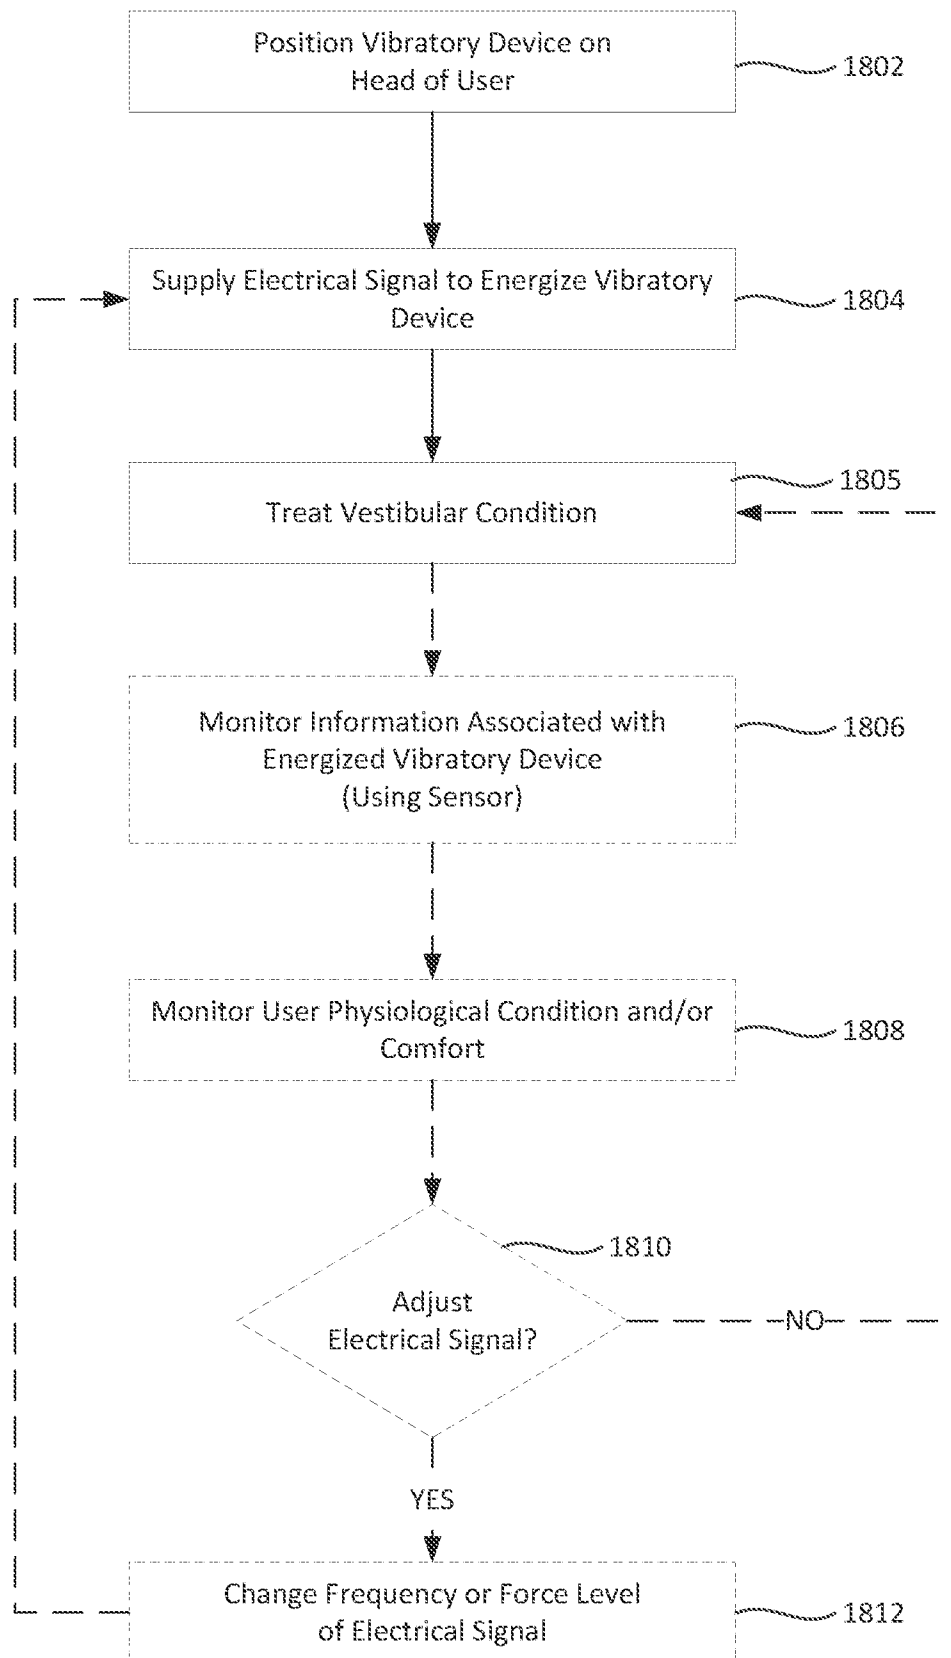 Position Vibratory Device on
Head of User
1802
Supply Electrical Signal to Energize Vibratory
Device
1804
Treat Vestibular Condition
1805
Monitor Information Associated with
Energized Vibratory Device
(Using Sensor)
1806
Monitor User Physiological Condition and/or
Comfort
1808
1810
Adjust
Electrical Signal?
NO
YES
Change Frequency or Force Level
of Electrical Signal
1812